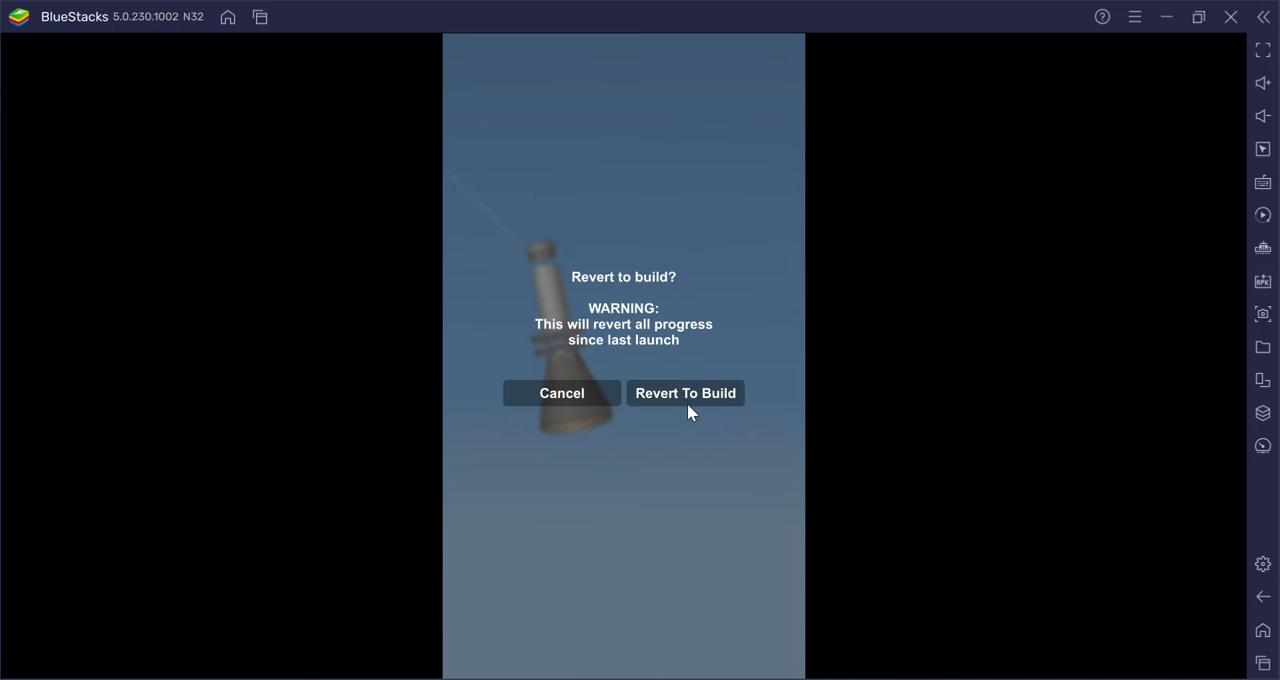 BlueStacks 5.0.230.1002 N32
Revert to build?
WARNING:
This will revert all progress
since last launch
Cancel
Revert To Build